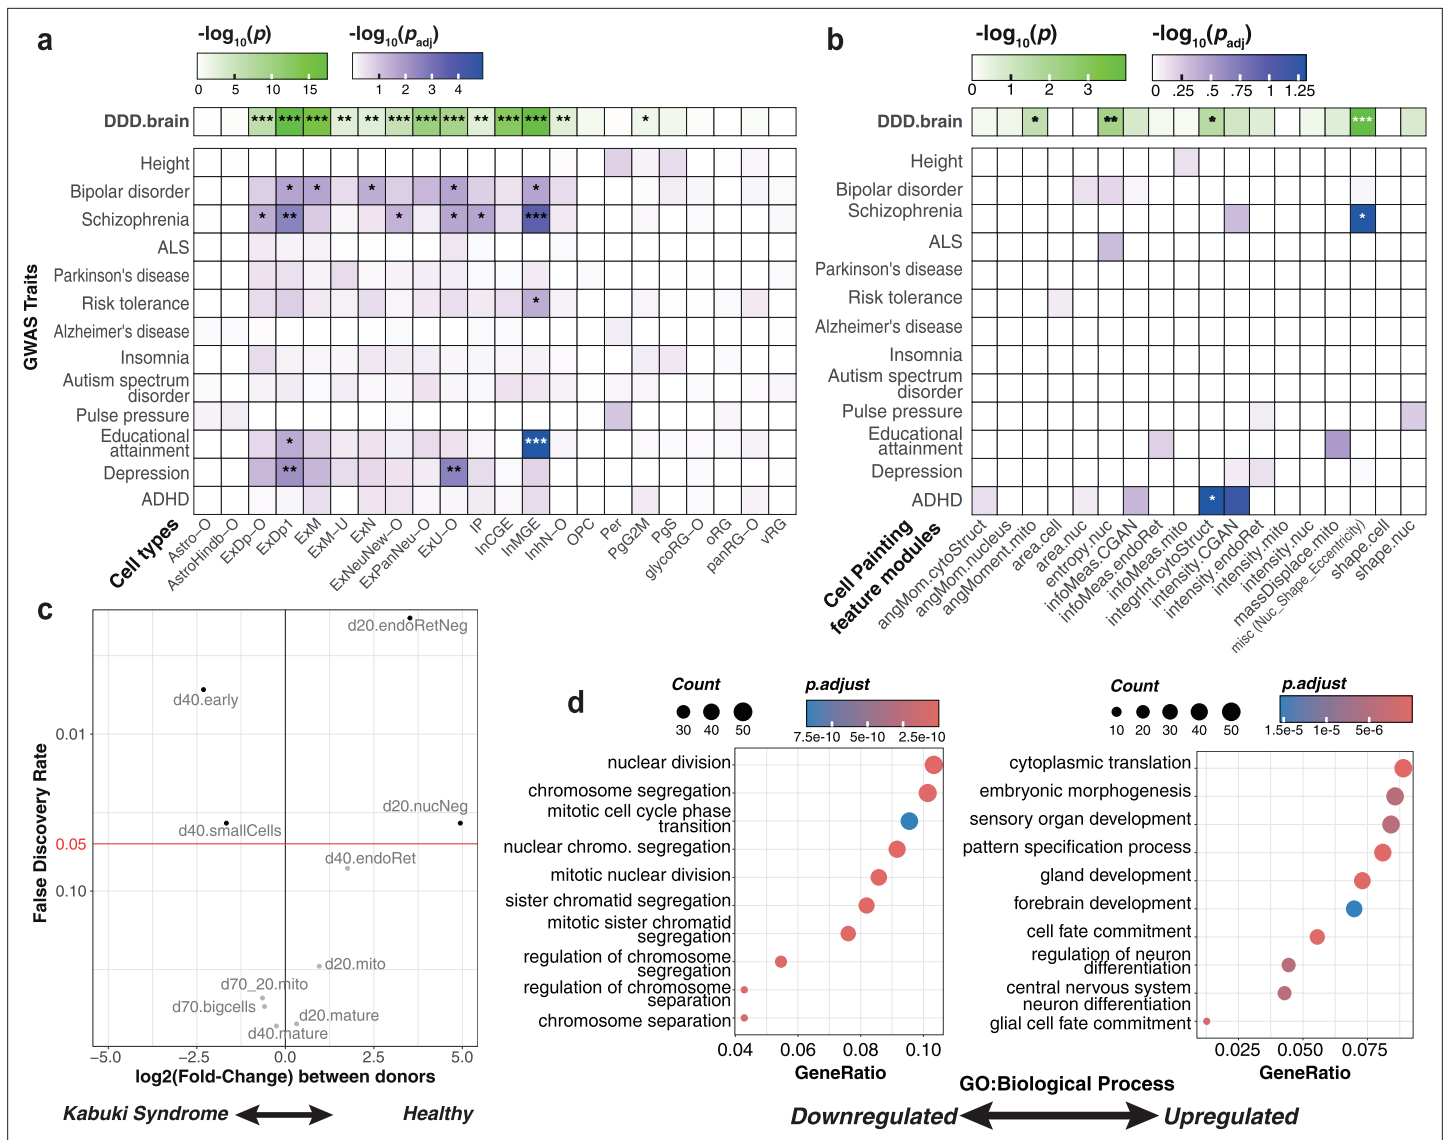 a
-log10(p)
0 5 10 15
-log10(padj)
1 2 3 4
DDD.brain *** *** *** ** ** *** *** *** ** *** *** ** *
GWAS Traits
Height
Bipolar disorder * * * * *
Schizophrenia * ** * * * ***
ALS
Parkinson's disease
Risk tolerance *
Alzheimer's disease
Insomnia
Autism spectrum
disorder
Pulse pressure
Educational
attainment * ***
Depression ** **
ADHD
Cell types
Astro–O
AstroHindb–O
ExDp–O
ExDp1
ExM
ExM–U
ExN
ExNeuNew–O
ExPanNeu–O
ExU–O
IP
InCGE
InMGE
InhN–O
OPC
Per
PgG2M
PgS
glycoRG–O
oRG
panRG–O
vRG
b
-log10(p)
0 1 2 3
-log10(padj)
0 .25 .5 1 1.25
DDD.brain * ** * ***
Height
Bipolar disorder
Schizophrenia *
ALS
Parkinson's disease
Risk tolerance
Alzheimer's disease
Insomnia
Autism spectrum
disorder
Pulse pressure
Educational
attainment
Depression
ADHD *
Cell Painting
feature modules
angMom.cytoStruct
angMom.nucleus
angMoment.mito
area.cell
area.nuc
entropy.nuc
infoMeas.CGAN
infoMeas.endoRet
infoMeas.mito
integrInt.cytoStruct
intensity.CGAN
intensity.endoRet
intensity.mito
intensity.nuc
massDisplace.mito
misc (Nuc_Shape_Eccentricity)
shape.cell
shape.nuc
c
False Discovery Rate
0.01
0.05
0.10
d20.endoRetNeg
d40.early
d20.nucNeg
d40.smallCells
d40.endoRet
d20.mito
d70_20.mito
d70.bigcells
d20.mature
d40.mature
−5.0 −2.5 0.0 2.5 5.0
log2(Fold-Change) between donors
Kabuki Syndrome Healthy
d
Count
30 40 50
p.adjust
7.5e-10 5e-10 2.5e-10
nuclear division
chromosome segregation
mitotic cell cycle phase
transition
nuclear chromo. segregation
mitotic nuclear division
sister chromatid segregation
mitotic sister chromatid
segregation
regulation of chromosome
segregation
regulation of chromosome
separation
chromosome separation
0.04 0.06 0.08 0.10
GeneRatio
Count
10 20 30 40 50
p.adjust
1.5e-5 1e-5 5e-6
cytoplasmic translation
embryonic morphogenesis
sensory organ development
pattern specification process
gland development
forebrain development
cell fate commitment
regulation of neuron
differentiation
central nervous system
neuron differentiation
glial cell fate commitment
0.025 0.050 0.075
GeneRatio
GO:Biological Process
Downregulated Upregulated